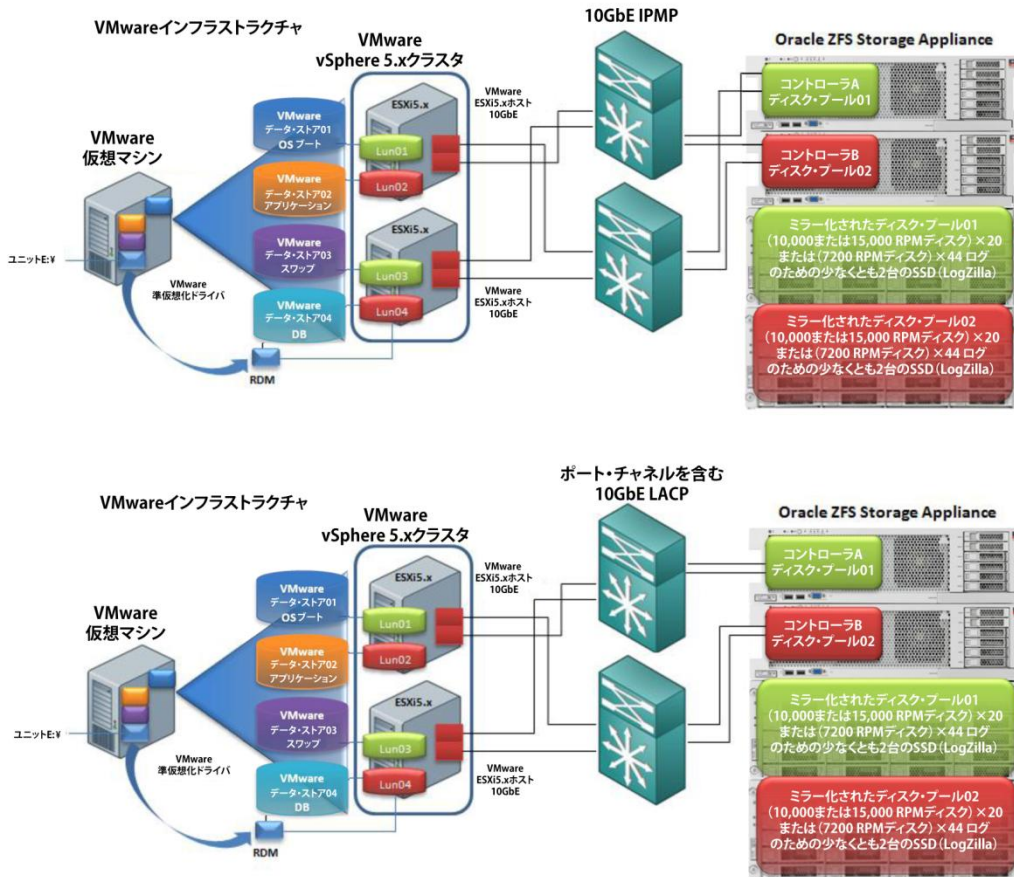 VMwareインフラストラクチャ
VMware
vSphere 5.xクラスタ
10GbE IPMP
Oracle ZFS Storage Appliance
VMware
仮想マシン
VMware
データ・ストア01
OSブート
VMware
データ・ストア02
アプリケーション
VMware
データ・ストア03
スワップ
VMware
データ・ストア04
DB
ESXi5.x
Lun01
Lun02
ESXi5.x
Lun03
Lun04
VMware
ESXi5.xホスト
10GbE
VMware
ESXi5.xホスト
10GbE
ユニットE:¥
VMware
準仮想化ドライバ
RDM
コントローラA
ディスク・プール01
コントローラB
ディスク・プール02
ミラー化されたディスク・プール01
(10,000または15,000 RPMディスク)×20
または(7200 RPMディスク)×44 ログ
のための少なくとも2台のSSD(LogZilla)
ミラー化されたディスク・プール02
(10,000または15,000 RPMディスク)×20
または(7200 RPMディスク)×44 ログ
のための少なくとも2台のSSD(LogZilla)
VMwareインフラストラクチャ
VMware
vSphere 5.xクラスタ
ポート・チャネルを含む
10GbE LACP
Oracle ZFS Storage Appliance
VMware
仮想マシン
VMware
データ・ストア01
OSブート
VMware
データ・ストア02
アプリケーション
VMware
データ・ストア03
スワップ
VMware
データ・ストア04
DB
ESXi5.x
Lun01
Lun02
ESXi5.x
Lun03
Lun04
VMware
ESXi5.xホスト
10GbE
VMware
ESXi5.xホスト
10GbE
ユニットE:¥
VMware
準仮想化ドライバ
RDM
コントローラA
ディスク・プール01
コントローラB
ディスク・プール02
ミラー化されたディスク・プール01
(10,000または15,000 RPMディスク)×20
または(7200 RPMディスク)×44 ログ
のための少なくとも2台のSSD(LogZilla)
ミラー化されたディスク・プール02
(10,000または15,000 RPMディスク)×20
または(7200 RPMディスク)×44 ログ
のための少なくとも2台のSSD(LogZilla)